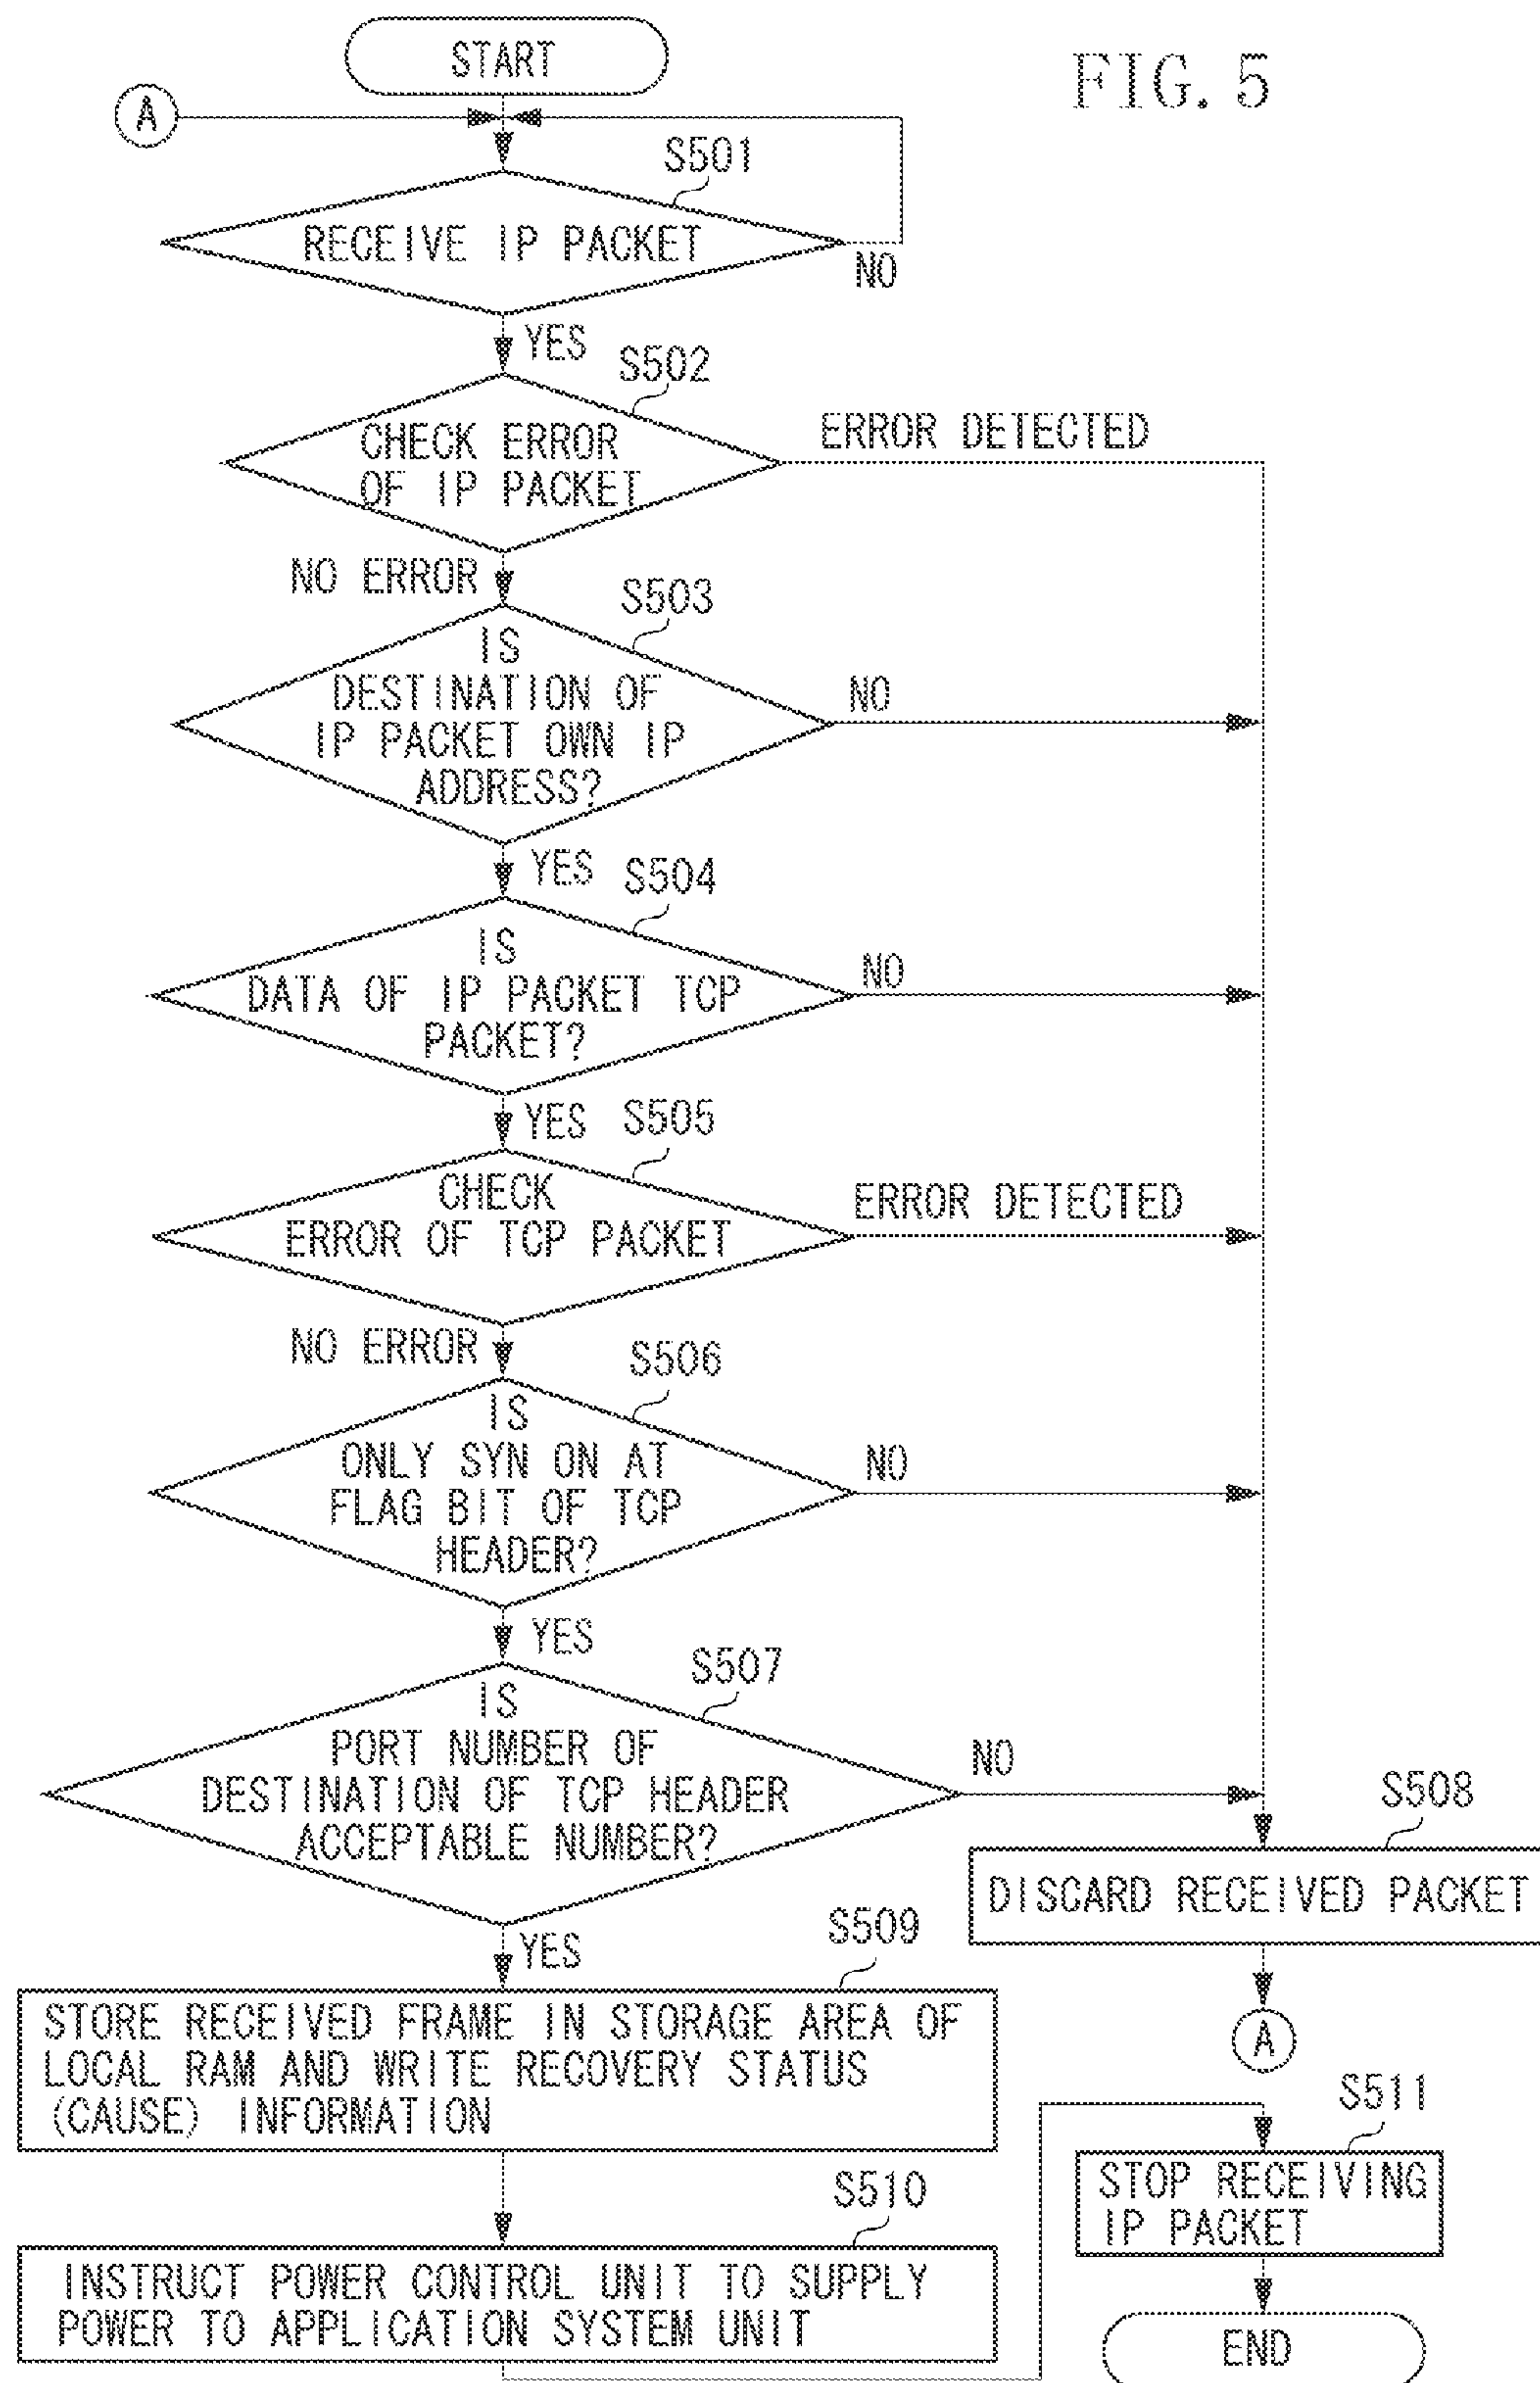 START
FIG. 5
A
S501
RECEIVE IP PACKET
NO
YES
S502
CHECK ERROR
OF IP PACKET
ERROR DETECTED
NO ERROR
S503
IS
DESTINATION OF
IP PACKET OWN IP
ADDRESS?
NO
YES
S504
IS
DATA OF IP PACKET TCP
PACKET?
NO
YES
S505
CHECK
ERROR OF TCP PACKET
ERROR DETECTED
NO ERROR
S506
IS
ONLY SYN ON AT
FLAG BIT OF TCP
HEADER?
NO
YES
S507
IS
PORT NUMBER OF
DESTINATION OF TCP HEADER
ACCEPTABLE NUMBER?
NO
S508
DISCARD RECEIVED PACKET
A
YES
S509
STORE RECEIVED FRAME IN STORAGE AREA OF
LOCAL RAM AND WRITE RECOVERY STATUS
(CAUSE) INFORMATION
S510
INSTRUCT POWER CONTROL UNIT TO SUPPLY
POWER TO APPLICATION SYSTEM UNIT
S511
STOP RECEIVING
IP PACKET
END